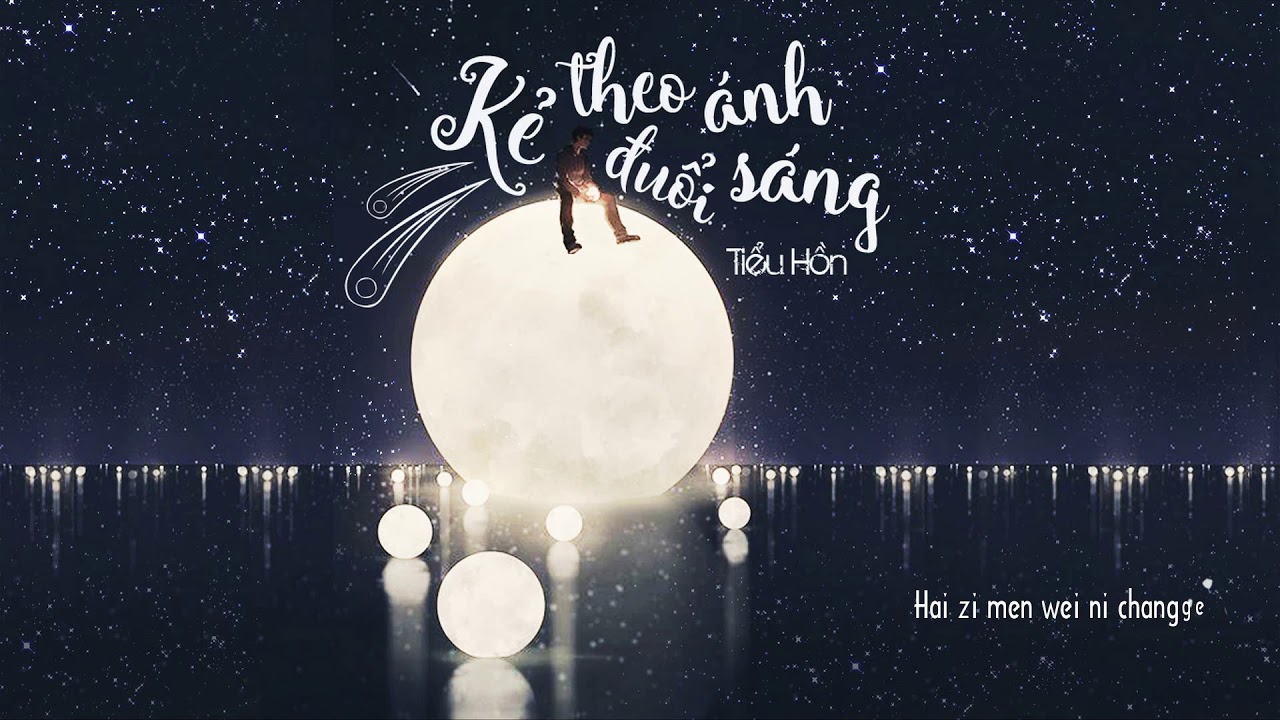 Kẻ theo đuổi ánh sáng
Tiểu Hồn
Hai zi men wei ni changge